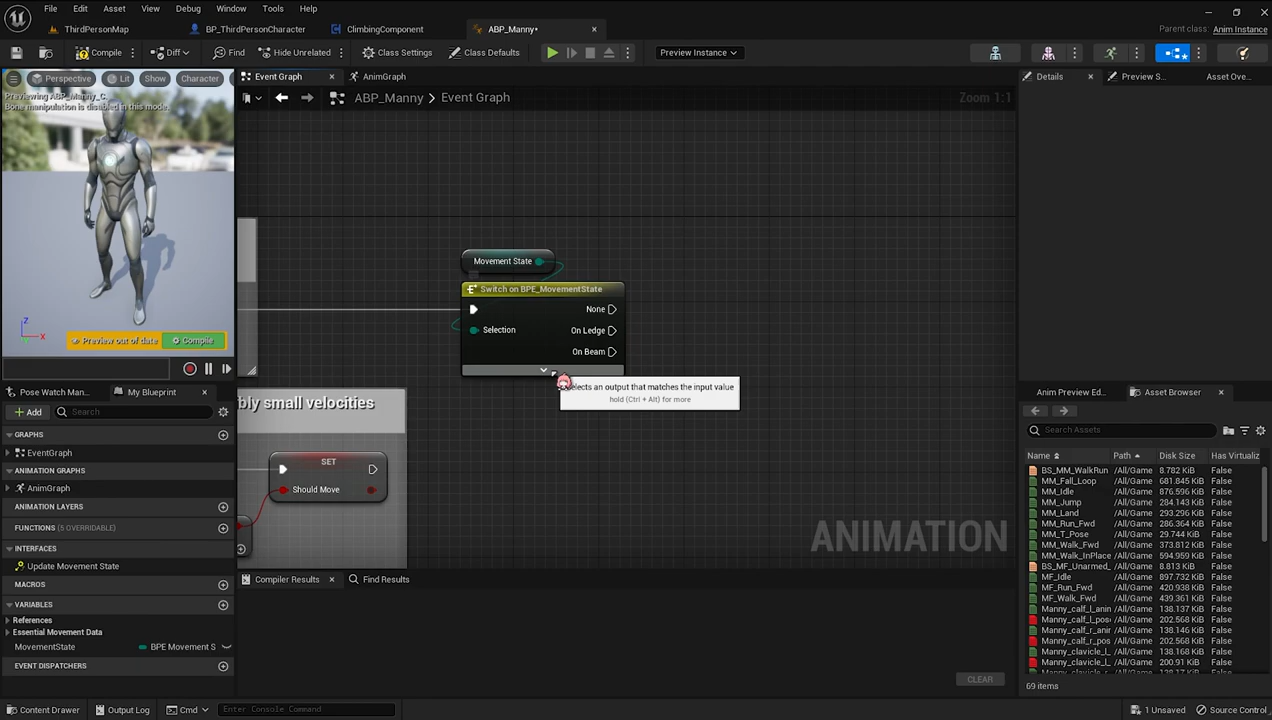 File Edit Asset View Debug Window Tools Help
ThirdPersonMap BP_ThirdPersonCharacter ClimbingComponent ABP_Manny•
Parent class: Anim Instance
Compile Diff Find Hide Unrelated Class Settings Class Defaults Preview Instance
Perspective Lit Show Character
Previewing ABP_Manny_C.
Bone manipulation is disabled in this mode.
Event Graph AnimGraph
ABP_Manny Event Graph
Zoom 1:1
Details Preview S... Asset Ove...
Movement State
Switch on BPE_MovementState
None
Selection On Ledge
On Beam
elects an output that matches the input value
hold (Ctrl + Alt) for more
bly small velocities
SET
Should Move
ANIMATION
Z
X
Preview out of date Compile
Pose Watch Man... My Blueprint
Add Search
GRAPHS
EventGraph
ANIMATION GRAPHS
AnimGraph
ANIMATION LAYERS
FUNCTIONS (5 OVERRIDABLE)
INTERFACES
Update Movement State
MACROS
VARIABLES
References
Essential Movement Data
MovementState BPE Movement S
EVENT DISPATCHERS
Compiler Results Find Results
CLEAR
Anim Preview Ed... Asset Browser
Search Assets
Name Path Disk Size Has Virtualiz
BS_MM_WalkRun /All/Game 8.782 KiB False
MM_Fall_Loop /All/Game 681.845 KiB False
MM_Idle /All/Game 876.596 KiB False
MM_Jump /All/Game 284.143 KiB False
MM_Land /All/Game 293.296 KiB False
MM_Run_Fwd /All/Game 286.364 KiB False
MM_T_Pose /All/Game 29.744 KiB False
MM_Walk_Fwd /All/Game 373.812 KiB False
MM_Walk_InPlace /All/Game 594.959 KiB False
BS_MF_Unarmed_ /All/Game 8.813 KiB False
MF_Idle /All/Game 897.732 KiB False
MF_Run_Fwd /All/Game 420.938 KiB False
MF_Walk_Fwd /All/Game 439.361 KiB False
Manny_calf_l_anim /All/Game 138.137 KiB False
Manny_calf_l_pos /All/Game 202.568 KiB False
Manny_calf_r_anir /All/Game 138.146 KiB False
Manny_calf_r_pos /All/Game 202.568 KiB False
Manny_clavicle_l_ /All/Game 138.168 KiB False
Manny_clavicle_l_ /All/Game 200.91 KiB False
69 items
Content Drawer Output Log Cmd Enter Console Command
1 Unsaved Source Control